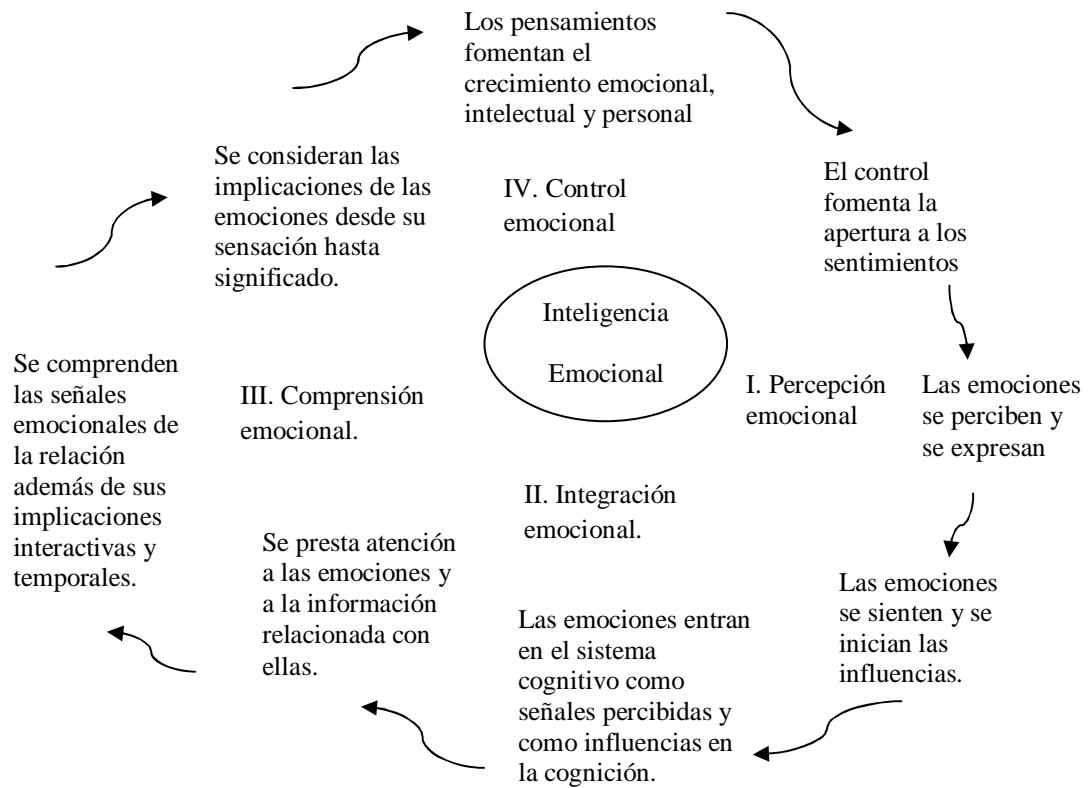 Los pensamientos
fomentan el
crecimiento emocional,
intelectual y personal
Se consideran las
implicaciones de las
emociones desde su
sensación hasta
significado.
IV. Control
emocional
El control
fomenta la
apertura a los
sentimientos
Inteligencia
Emocional
Se comprenden
las señales
emocionales de
la relación
además de sus
implicaciones
interactivas y
temporales.
III. Comprensión
emocional.
I. Percepción
emocional
Las emociones
se perciben y
se expresan
II. Integración
emocional.
Se presta atención
a las emociones y
a la información
relacionada con
ellas.
Las emociones entran
en el sistema
cognitivo como
señales percibidas y
como influencias en
la cognición.
Las emociones
se sienten y se
inician las
influencias.